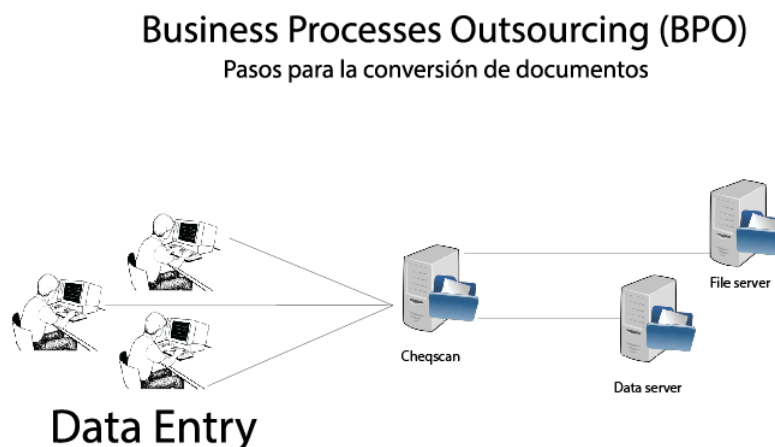 Business Processes Outsourcing (BPO)
Pasos para la conversión de documentos
File server
Cheqscan
Data server
Data Entry